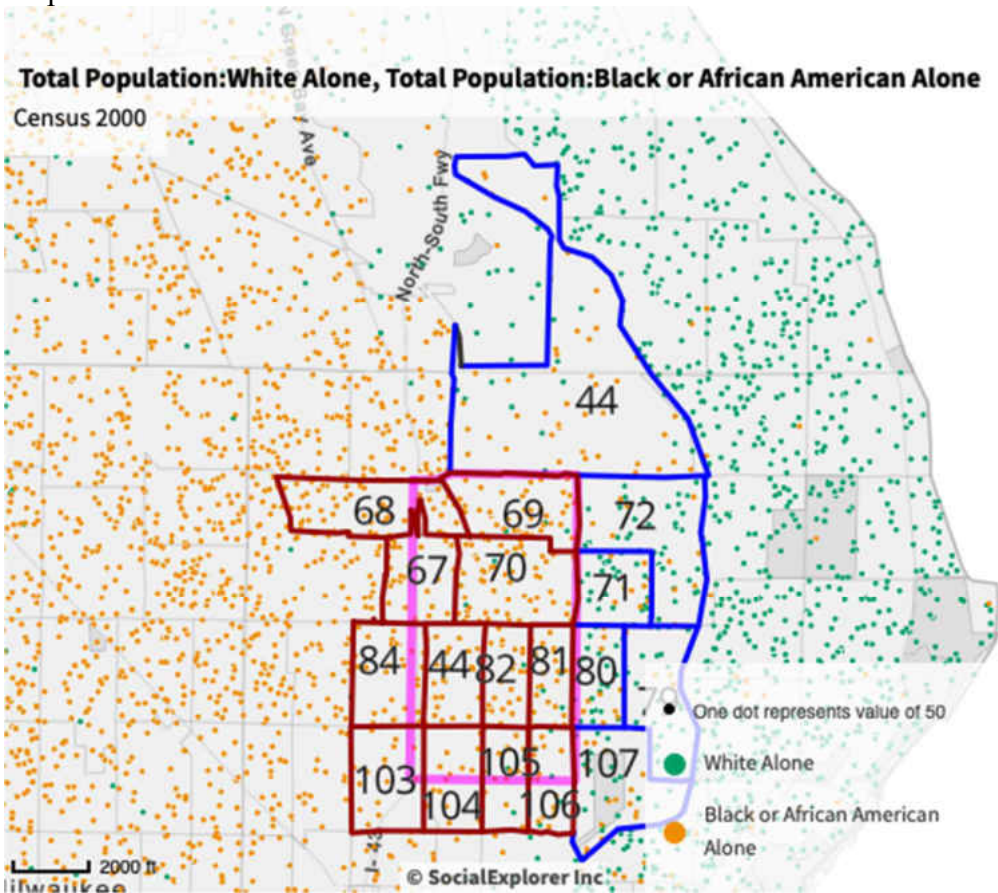 Total Population:White Alone, Total Population:Black or African American Alone
Census 2000
N Green Bay Ave
North-South Fwy
44
68
69
72
67
70
71
84
44
82
81
80
One dot represents value of 50
103
105
107
White Alone
104
106
Black or African American
Alone
I-43
2000 ft
© SocialExplorer Inc